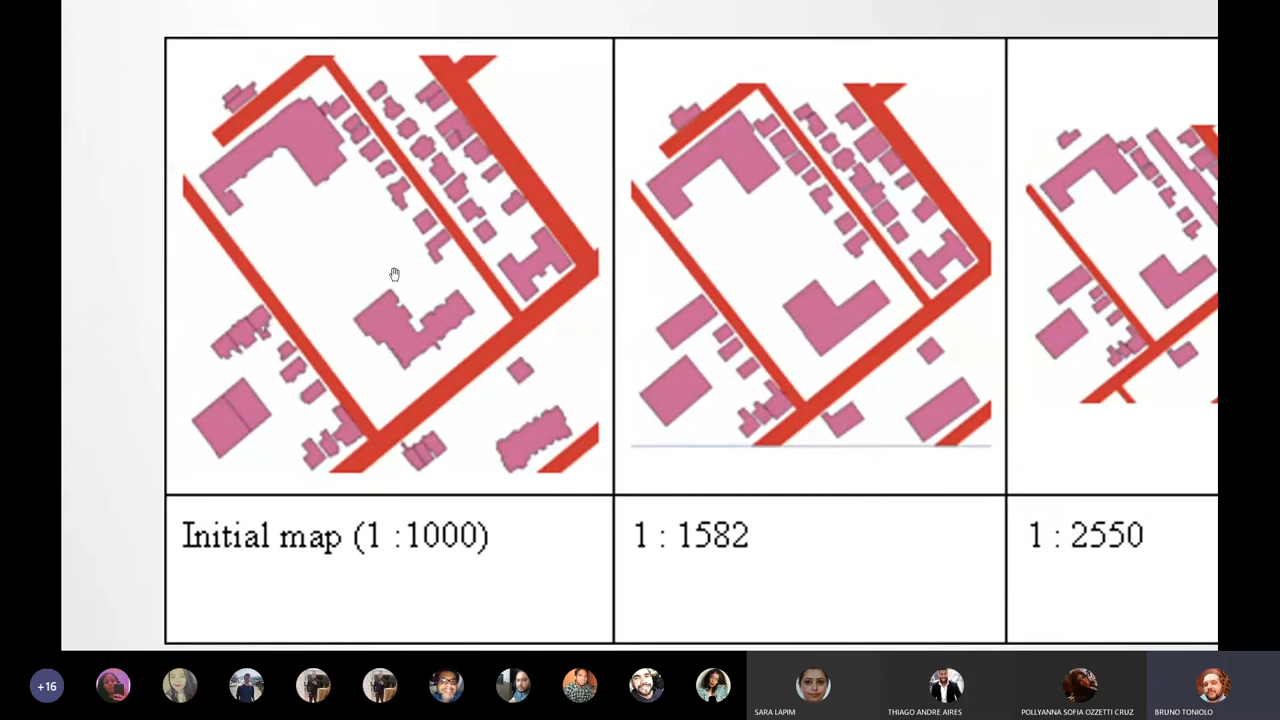 Initial map (1 :1000)
1 : 1582
1 : 2550
+16
SARA LAPIM
THIAGO ANDRE AIRES
POLLYANNA SOFIA OZZETTI CRUZ
BRUNO TONIOLO